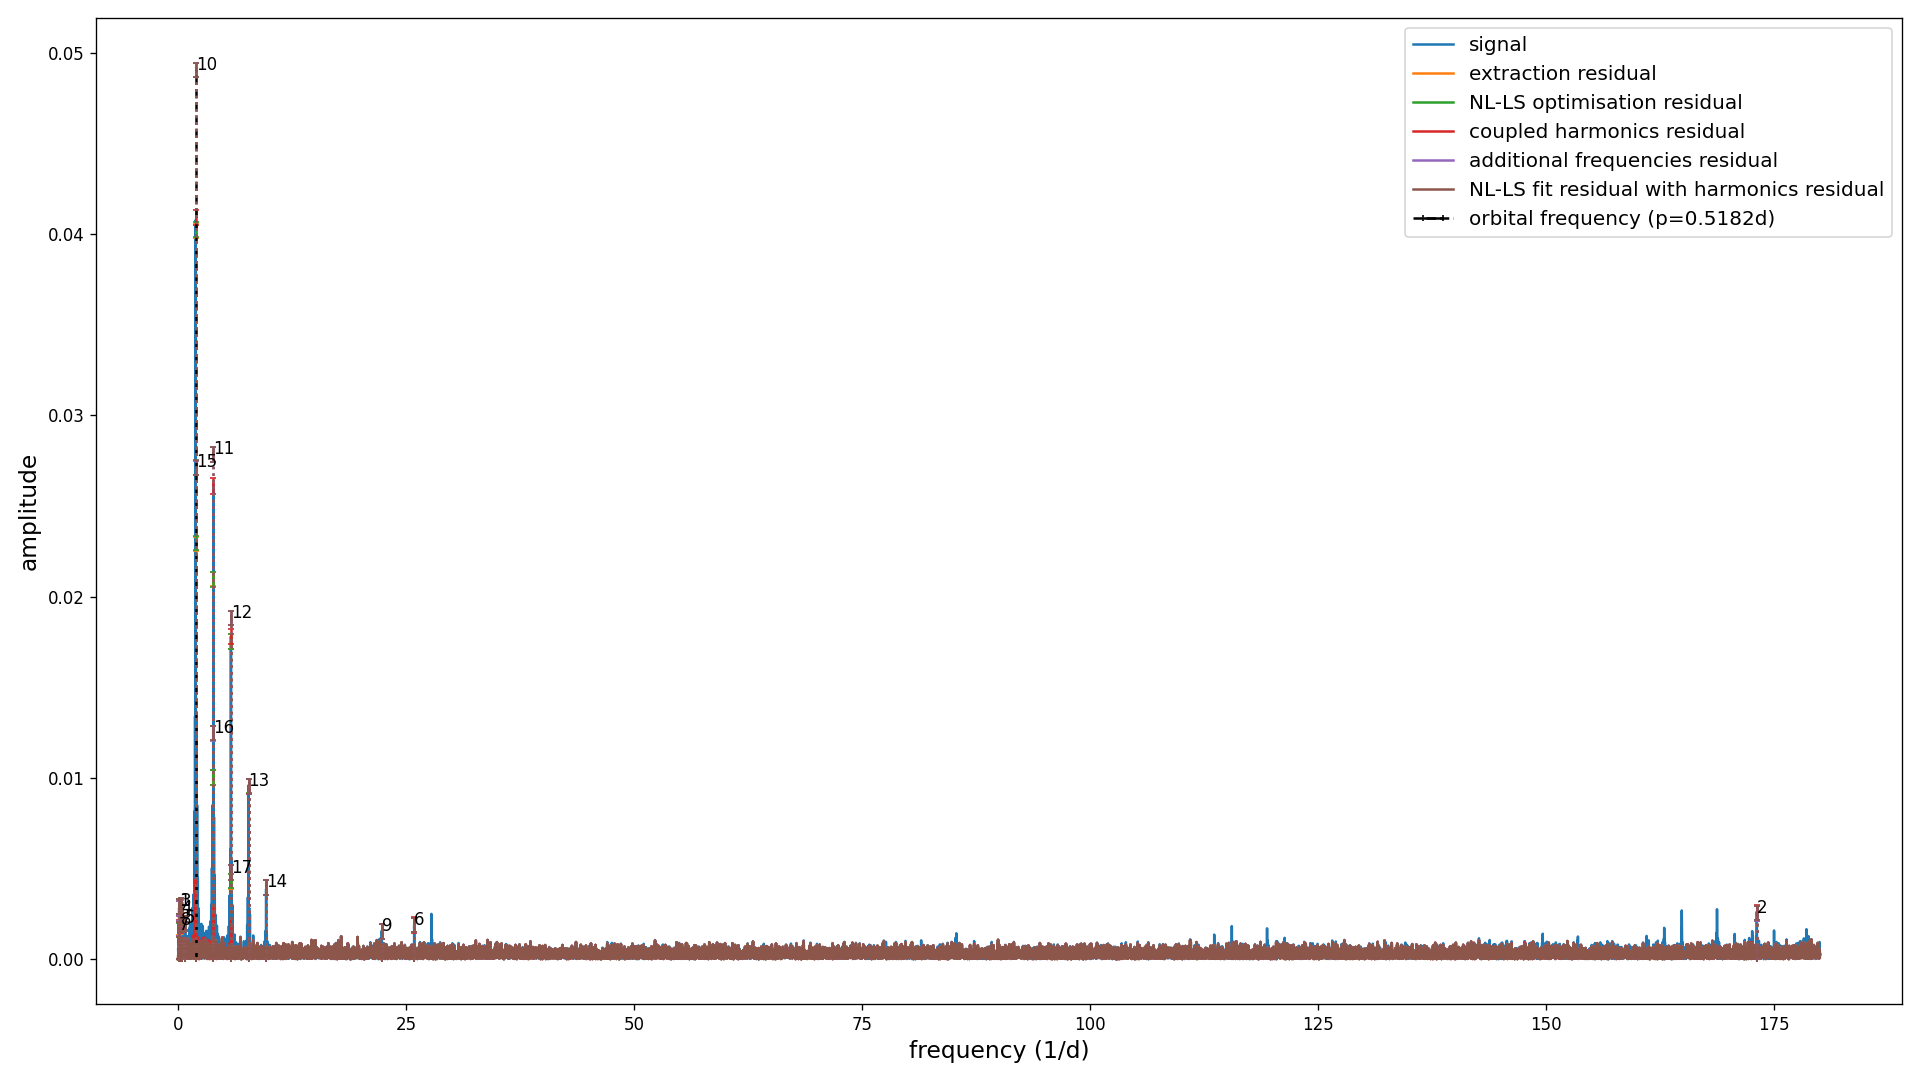 signal
extraction residual
NL-LS optimisation residual
coupled harmonics residual
additional frequencies residual
NL-LS fit residual with harmonics residual
orbital frequency (p=0.5182d)
amplitude
0.05
0.04
0.03
0.02
0.01
0.00
10
11
15
12
16
13
17
14
9
6
2
0
25
50
75
100
125
150
175
frequency (1/d)